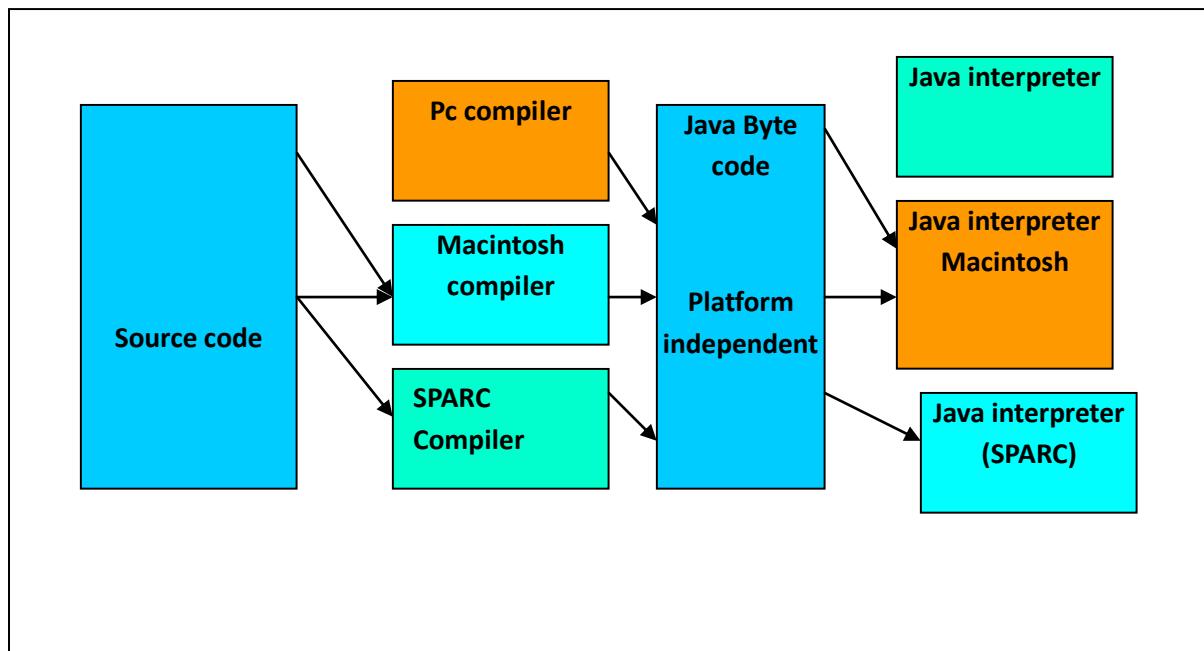 Source code
Pc compiler
Macintosh
compiler
SPARC
Compiler
Java Byte
code
Platform
independent
Java interpreter
Java interpreter
Macintosh
Java interpreter
(SPARC)